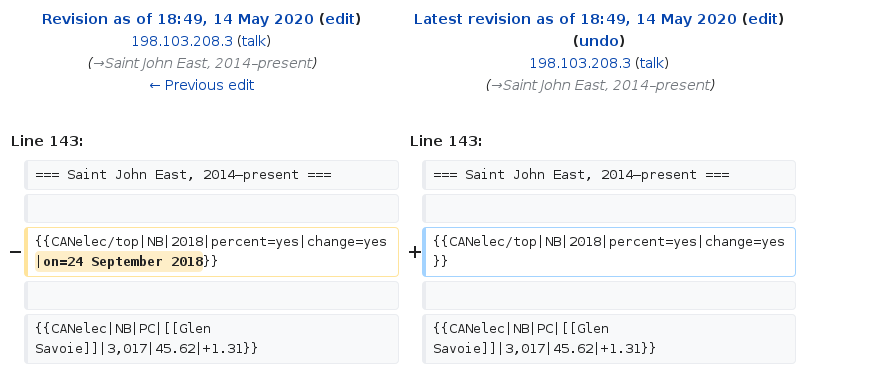 Revision as of 18:49, 14 May 2020 (edit)
198.103.208.3 (talk)
(→Saint John East, 2014–present)
← Previous edit
Latest revision as of 18:49, 14 May 2020 (edit)
(undo)
198.103.208.3 (talk)
(→Saint John East, 2014–present)
Line 143:
Line 143:
=== Saint John East, 2014–present ===
=== Saint John East, 2014–present ===
− {{CANelec/top|NB|2018|percent=yes|change=yes
|on=24 September 2018}}
+ {{CANelec/top|NB|2018|percent=yes|change=yes
}}
{{CANelec|NB|PC|[[Glen
Savoie]]|3,017|45.62|+1.31}}
{{CANelec|NB|PC|[[Glen
Savoie]]|3,017|45.62|+1.31}}